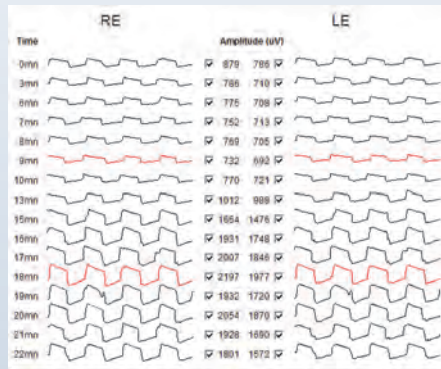 RE LE
Time Amplitude (uV)
0mn 879 786
3mn 786 710
6mn 775 708
7mn 752 713
8mn 769 705
9mn 732 692
10mn 770 721
13mn 1012 989
15mn 1654 1476
16mn 1931 1748
17mn 2007 1846
18mn 2197 1977
19mn 1932 1720
20mn 2054 1870
21mn 1928 1690
22mn 1801 1572